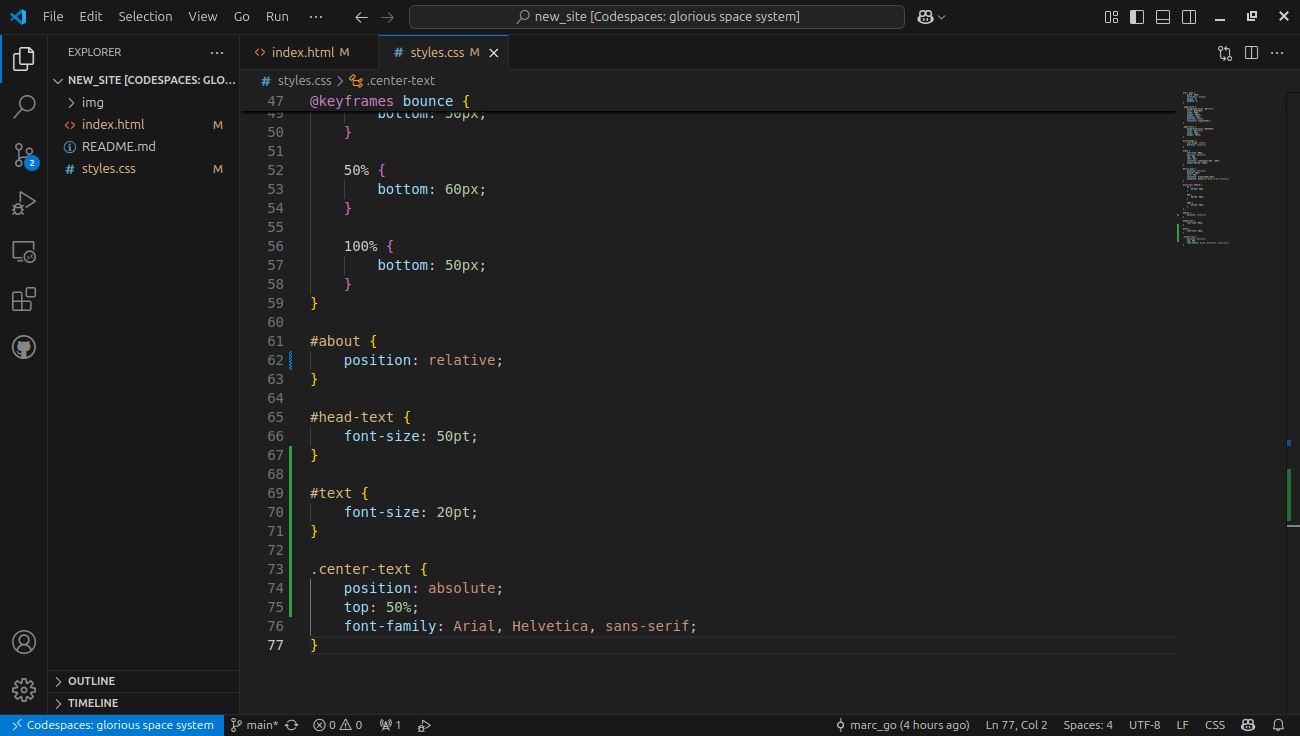 File Edit Selection View Go Run ··· new_site [Codespaces: glorious space system]
EXPLORER ···
NEW_SITE [CODESPACES: GLO...
img
index.html M
README.md
styles.css M
2
index.html M
styles.css M
styles.css > .center-text
47 @keyframes bounce {
49 bottom: 50px;
50 }
51
52 50% {
53 bottom: 60px;
54 }
55
56 100% {
57 bottom: 50px;
58 }
59 }
60
61 #about {
62 position: relative;
63 }
64
65 #head-text {
66 font-size: 50pt;
67 }
68
69 #text {
70 font-size: 20pt;
71 }
72
73 .center-text {
74 position: absolute;
75 top: 50%;
76 font-family: Arial, Helvetica, sans-serif;
77 }
OUTLINE
TIMELINE
Codespaces: glorious space system main* 0 0 1 marc_go (4 hours ago) Ln 77, Col 2 Spaces: 4 UTF-8 LF CSS